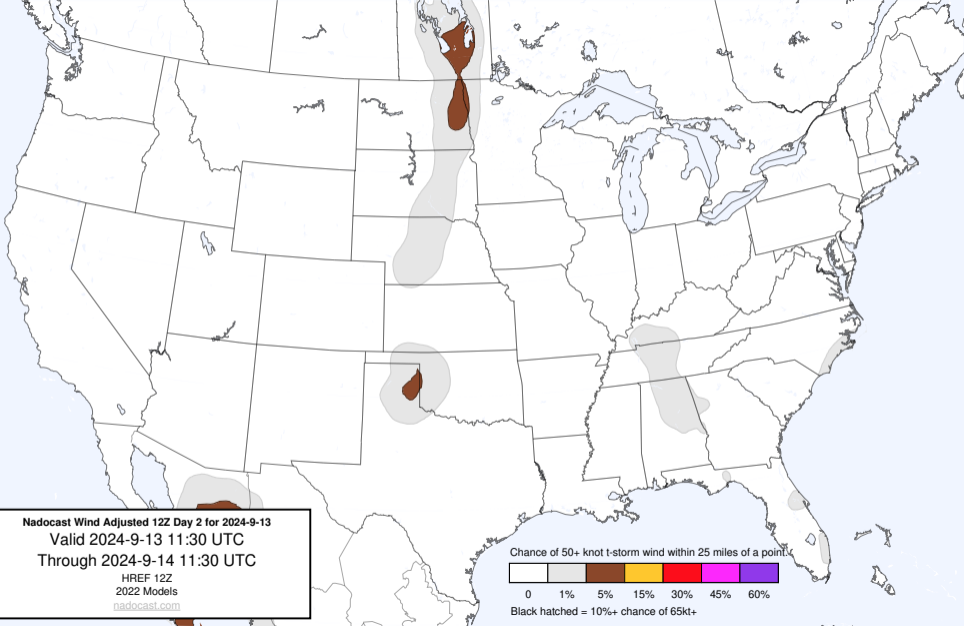 Nadocast Wind Adjusted 12Z Day 2 for 2024-9-13
Valid 2024-9-13 11:30 UTC
Through 2024-9-14 11:30 UTC
HREF 12Z
2022 Models
nadocast.com
Chance of 50+ knot t-storm wind within 25 miles of a point.
0 1% 5% 15% 30% 45% 60%
Black hatched = 10%+ chance of 65kt+